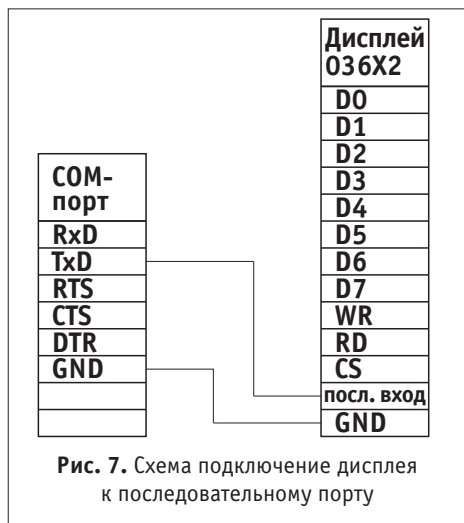 COM-
порт
RxD
TxD
RTS
CTS
DTR
GND
Дисплей
O36X2
D0
D1
D2
D3
D4
D5
D6
D7
WR
RD
CS
посл. вход
GND
Рис. 7. Схема подключение дисплея
к последовательному порту